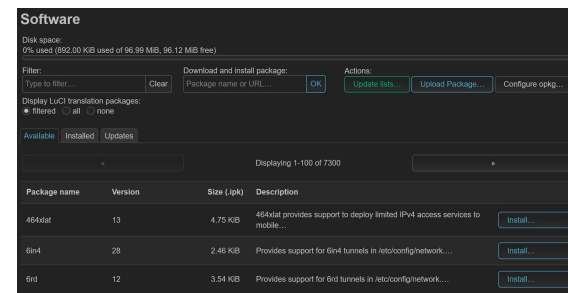 Software
Disk space:
0% used (892.00 KiB used of 96.99 MiB, 96.12 MiB free)
Filter:
Type to filter…
Clear
Download and install package:
Package name or URL…
OK
Actions:
Update lists…
Upload Package…
Configure opkg…
Display LuCI translation packages:
filtered all none
Available Installed Updates
«
Displaying 1-100 of 7300
»
Package name Version Size (.ipk) Description
464xlat 13 4.75 KiB 464xlat provides support to deploy limited IPv4 access services to mobile… Install…
6in4 28 2.46 KiB Provides support for 6in4 tunnels in /etc/config/network.… Install…
6rd 12 3.54 KiB Provides support for 6rd tunnels in /etc/config/network.… Install…